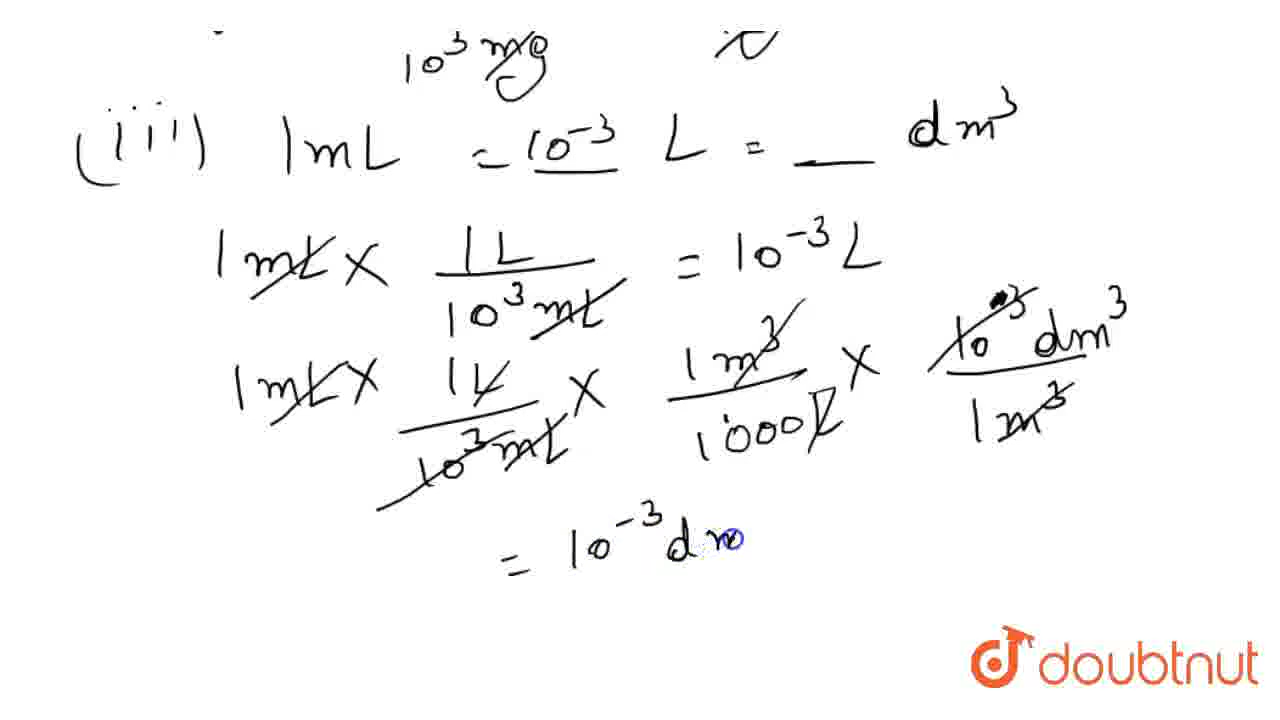 10³ mg
(iii) 1mL = 10⁻³ L = __ dm³
1mL × 1L / 10³ mL = 10⁻³ L
1mL × 1L / 10³ mL × 1m³ / 1000L × 10³ dm³ / 1m³
= 10⁻³ dm
doubtnut